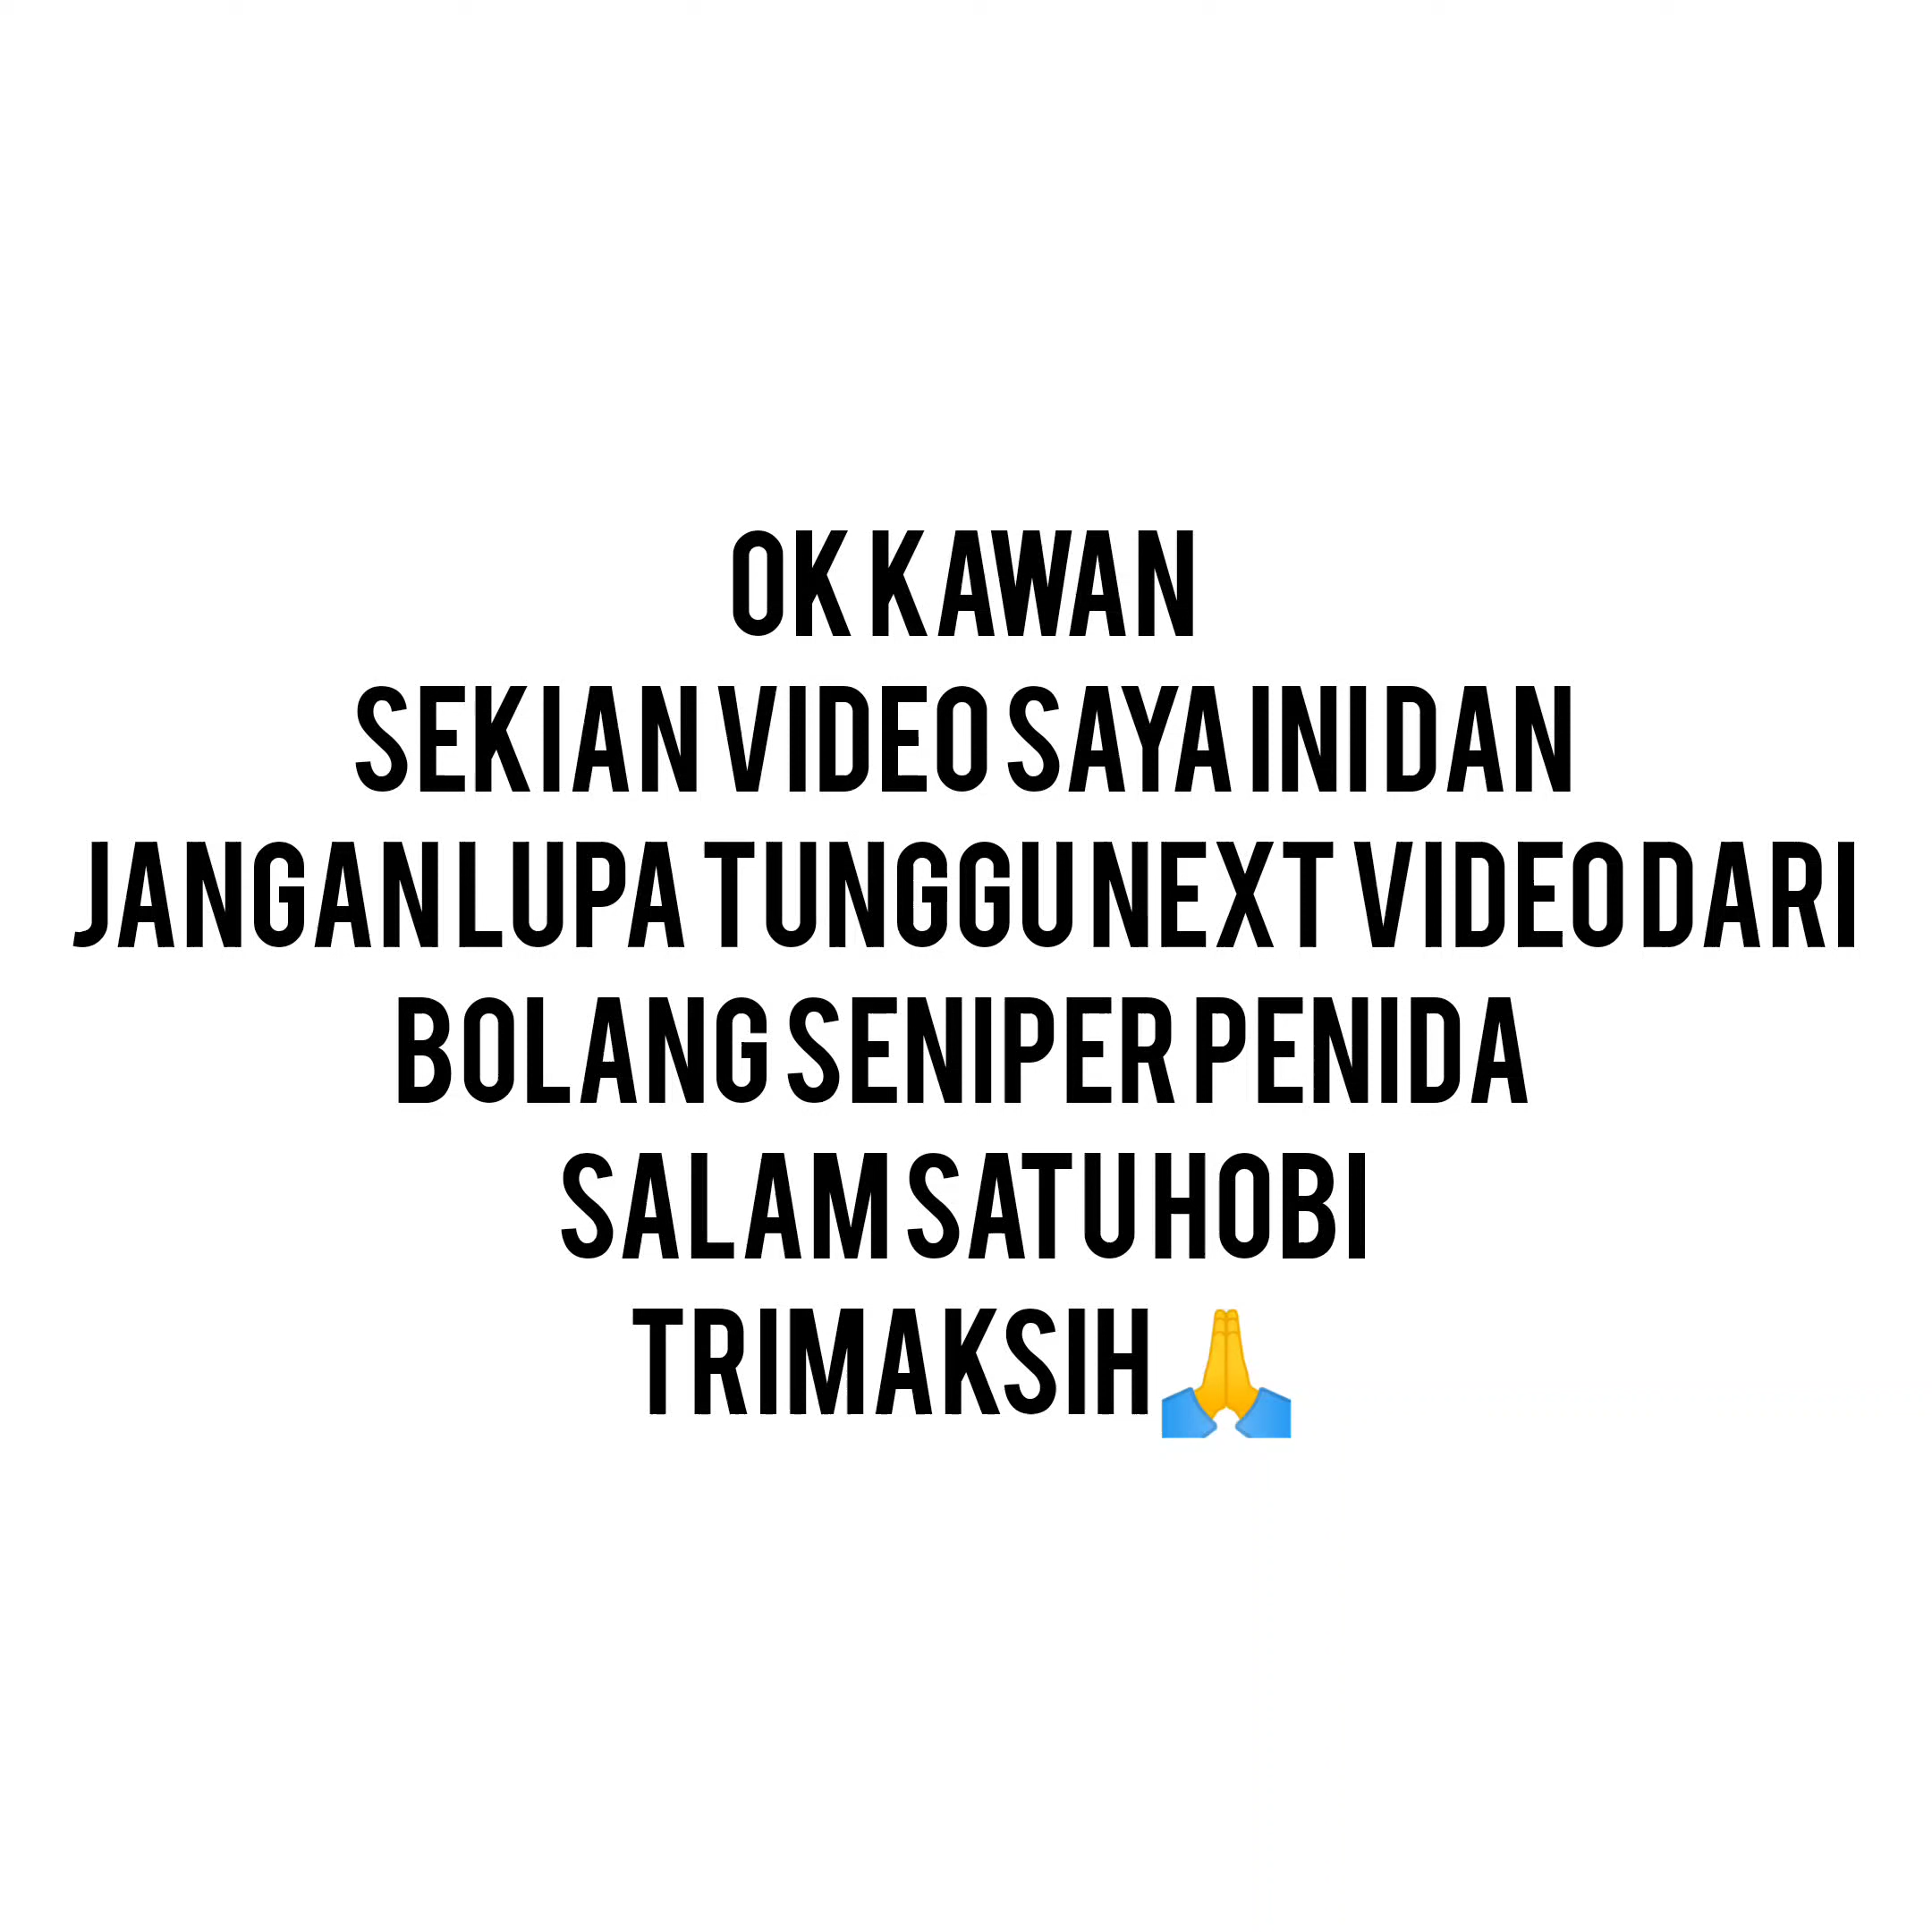 OK KAWAN
SEKIAN VIDEO SAYA INI DAN
JANGAN LUPA TUNGGU NEXT VIDEO DARI
BOLANG SENIPER PENIDA
SALAM SATU HOBI
TRIMAKSIH🙏